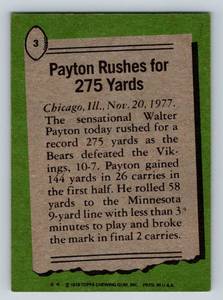 3
Payton Rushes for
275 Yards
Chicago, Ill., Nov. 20, 1977.
The sensational Walter
Payton today rushed for a
record 275 yards as the
Bears defeated the Vik-
ings, 10-7. Payton gained
144 yards in 26 carries in
the first half. He rolled 58
yards to the Minnesota
9-yard line with less than 3
minutes to play and broke
the mark in final 2 carries.
© 1978 TOPPS CHEWING GUM, INC. PRTD. IN U.S.A.